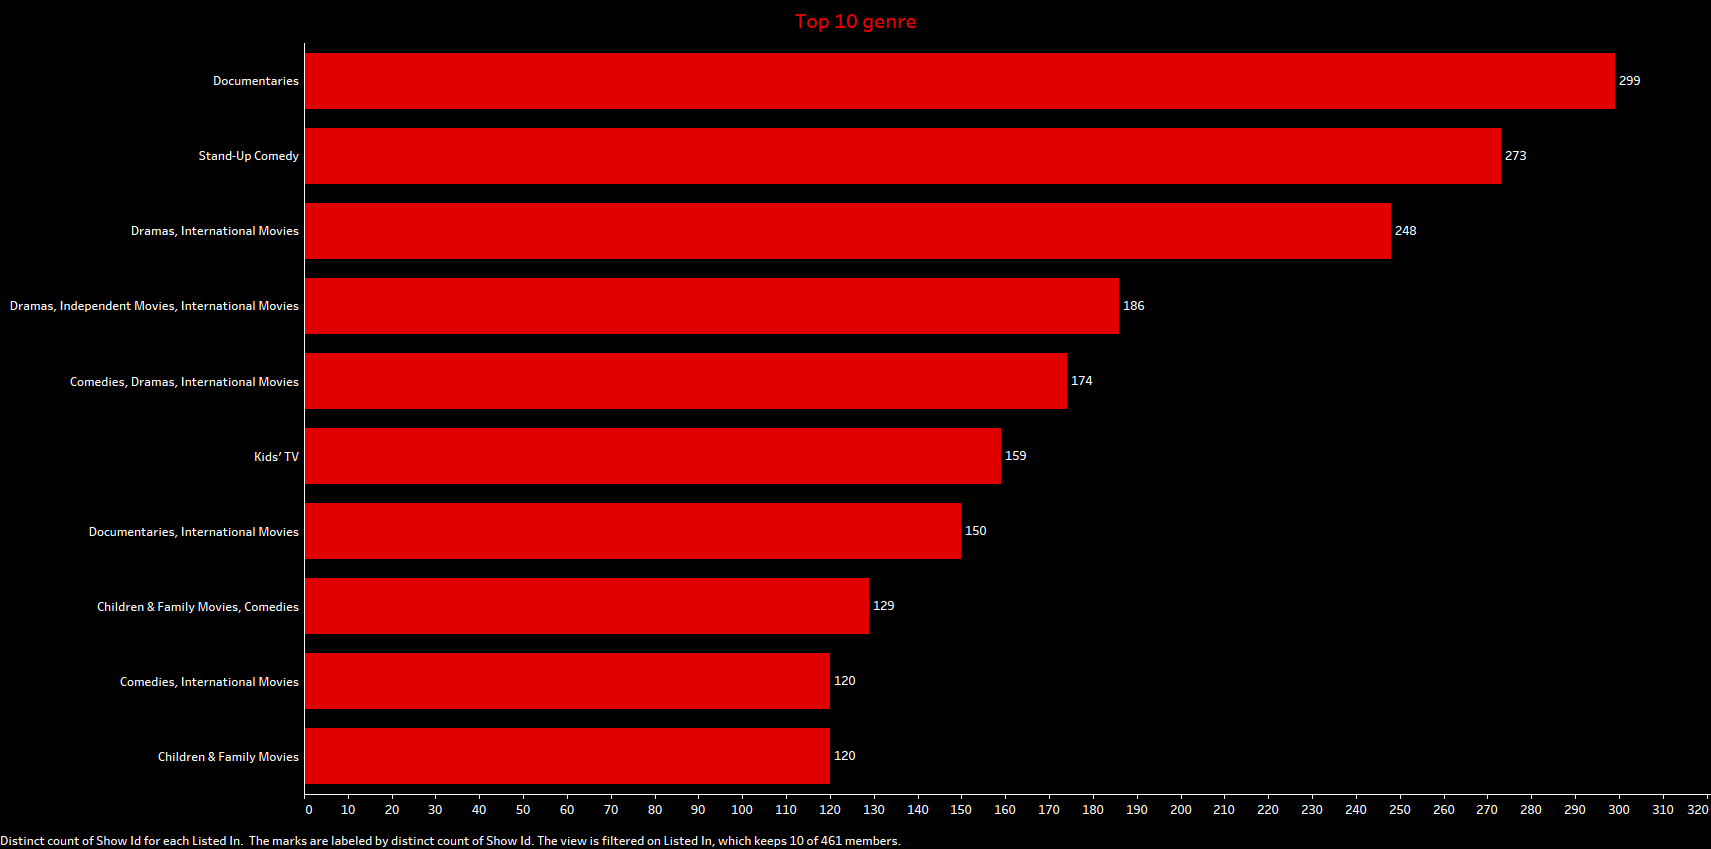 Top 10 genre
Documentaries 299
Stand-Up Comedy 273
Dramas, International Movies 248
Dramas, Independent Movies, International Movies 186
Comedies, Dramas, International Movies 174
Kids’ TV 159
Documentaries, International Movies 150
Children & Family Movies, Comedies 129
Comedies, International Movies 120
Children & Family Movies 120
0 10 20 30 40 50 60 70 80 90 100 110 120 130 140 150 160 170 180 190 200 210 220 230 240 250 260 270 280 290 300 310 320
Distinct count of Show Id for each Listed In.  The marks are labeled by distinct count of Show Id. The view is filtered on Listed In, which keeps 10 of 461 members.